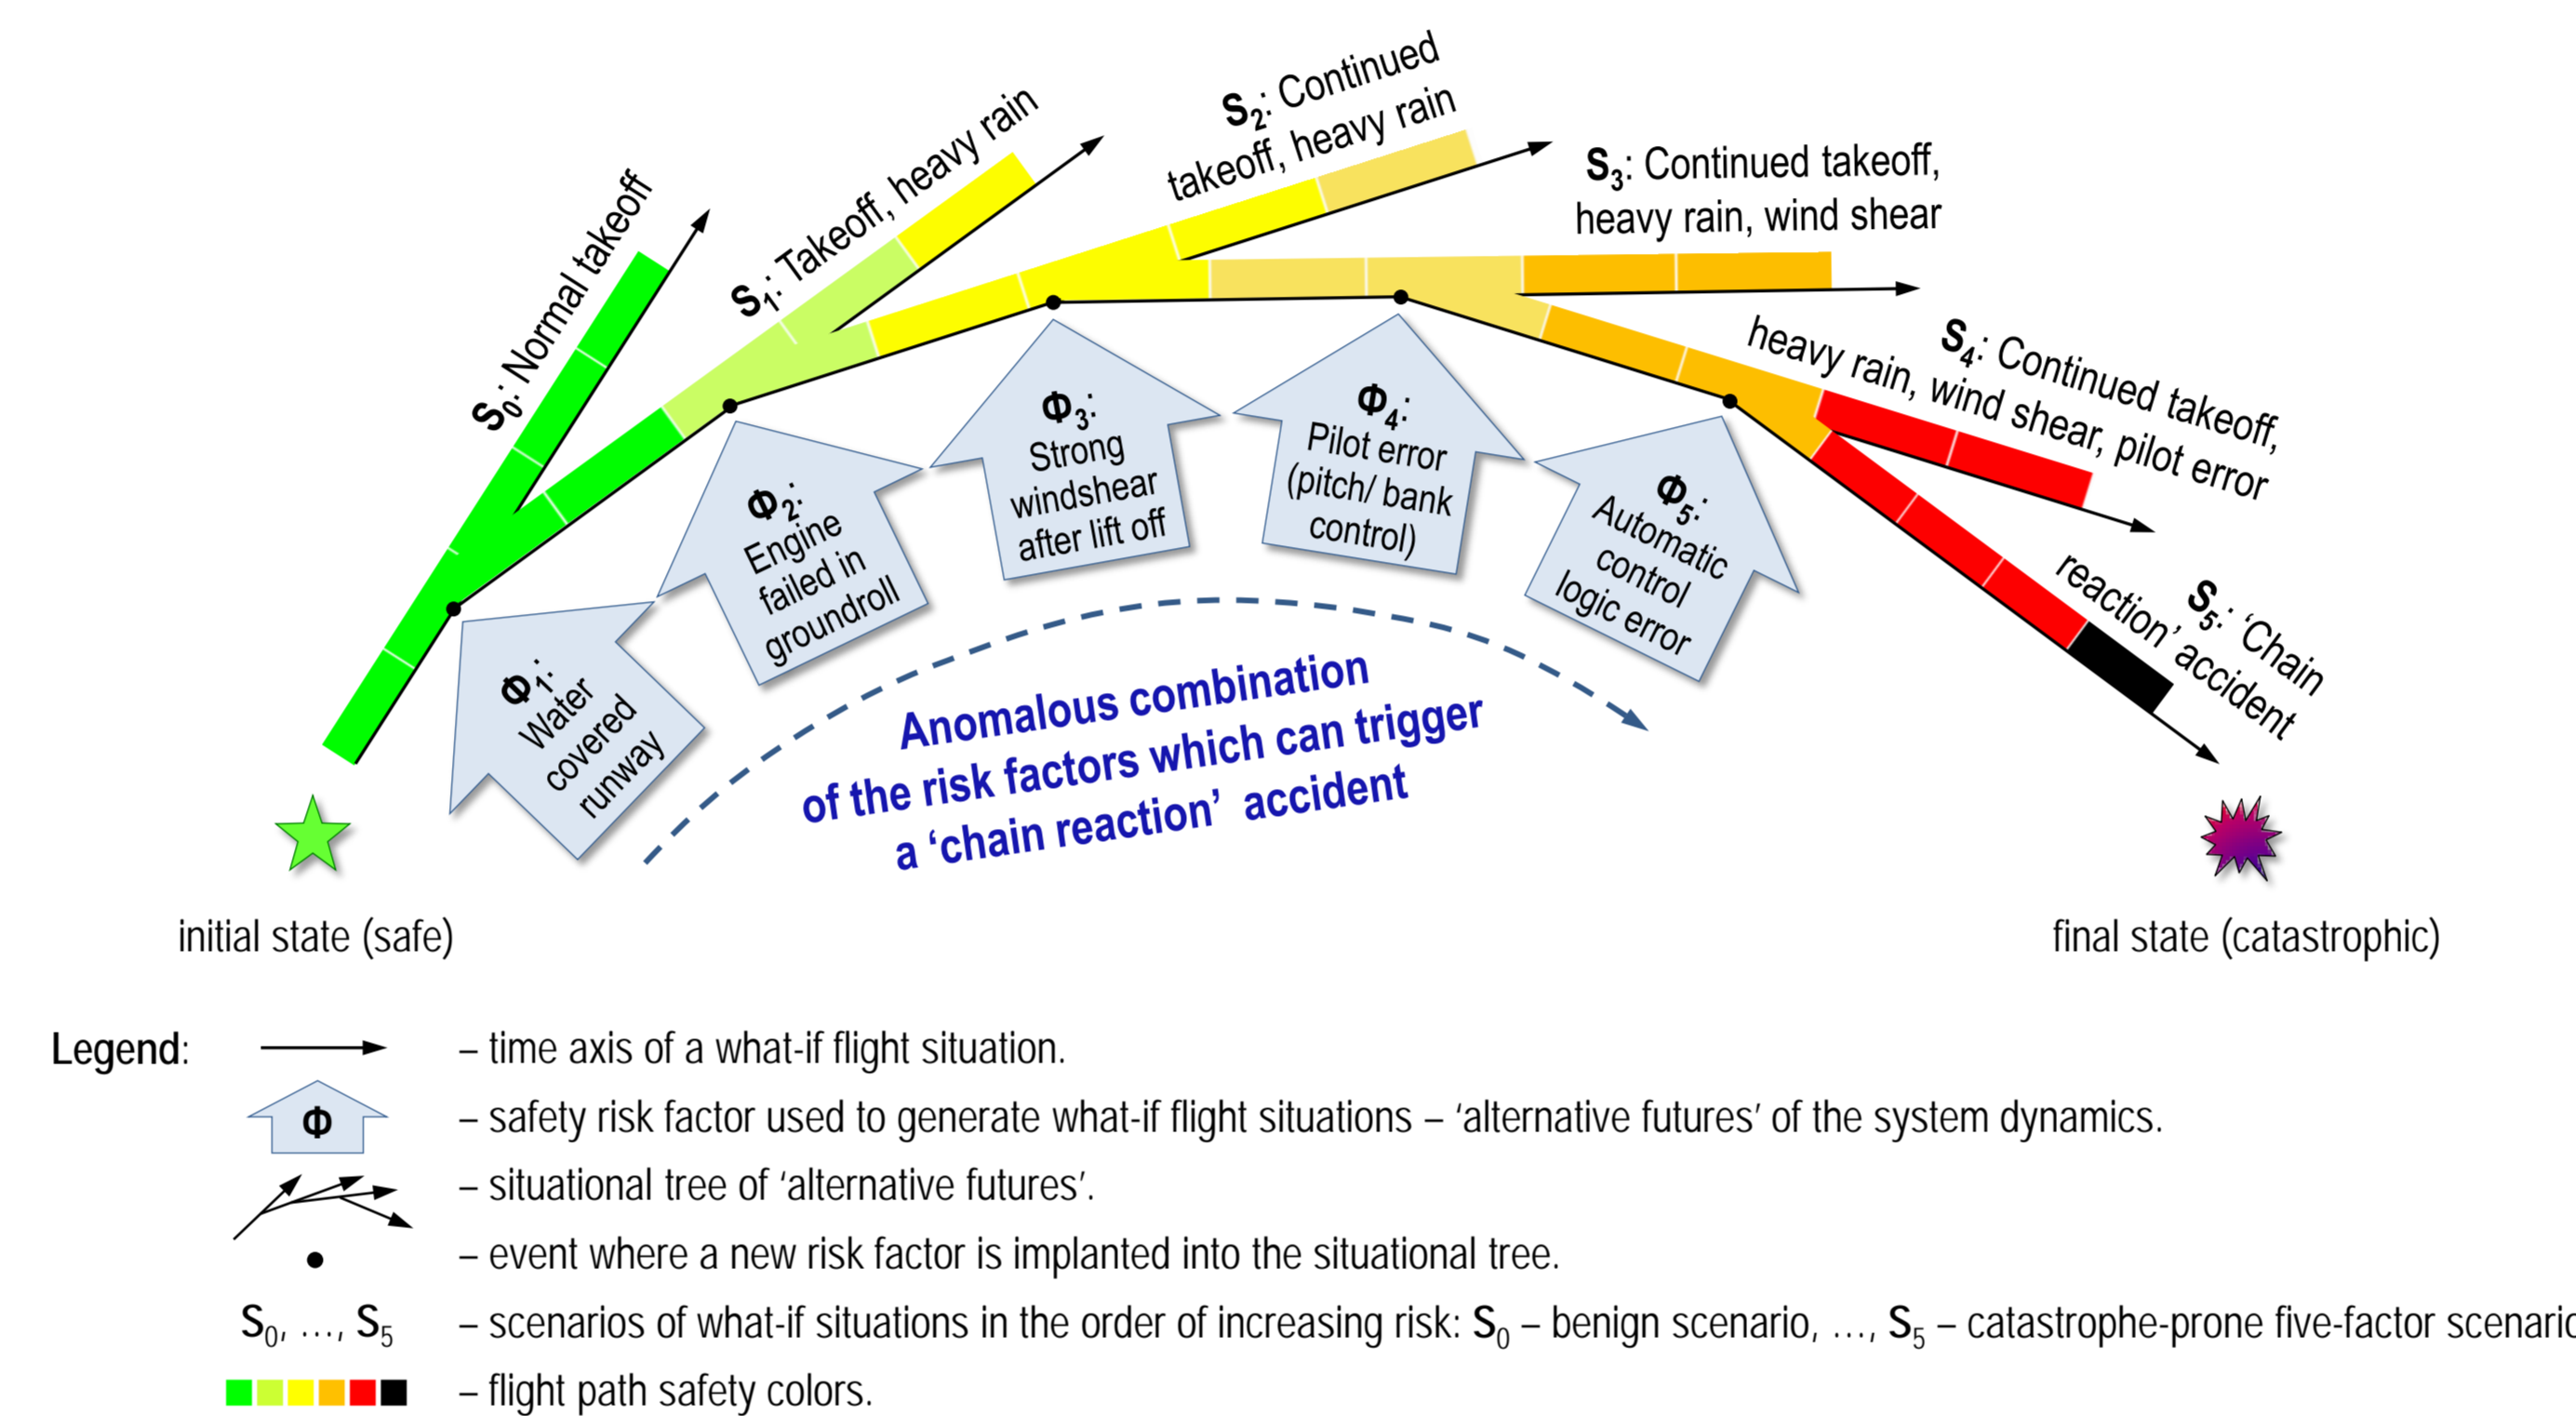 S0: Normal takeoff
S1: Takeoff, heavy rain
S2: Continued
takeoff, heavy rain
S3: Continued takeoff,
heavy rain, wind shear
S4: Continued takeoff,
heavy rain, wind shear, pilot error
S5: ‘Chain
reaction’ accident
Φ1:
Water
covered
runway
Φ2:
Engine
failed in
groundroll
Φ3:
Strong
windshear
after lift off
Φ4:
Pilot error
(pitch/ bank
control)
Φ5:
Automatic
control
logic error
Anomalous combination
of the risk factors which can trigger
a ‘chain reaction’ accident
initial state (safe)
final state (catastrophic)
Legend:
– time axis of a what-if flight situation.
Φ – safety risk factor used to generate what-if flight situations – ‘alternative futures’ of the system dynamics.
– situational tree of ‘alternative futures’.
– event where a new risk factor is implanted into the situational tree.
S0, …, S5 – scenarios of what-if situations in the order of increasing risk: S0 – benign scenario, …, S5 – catastrophe-prone five-factor scenario
– flight path safety colors.